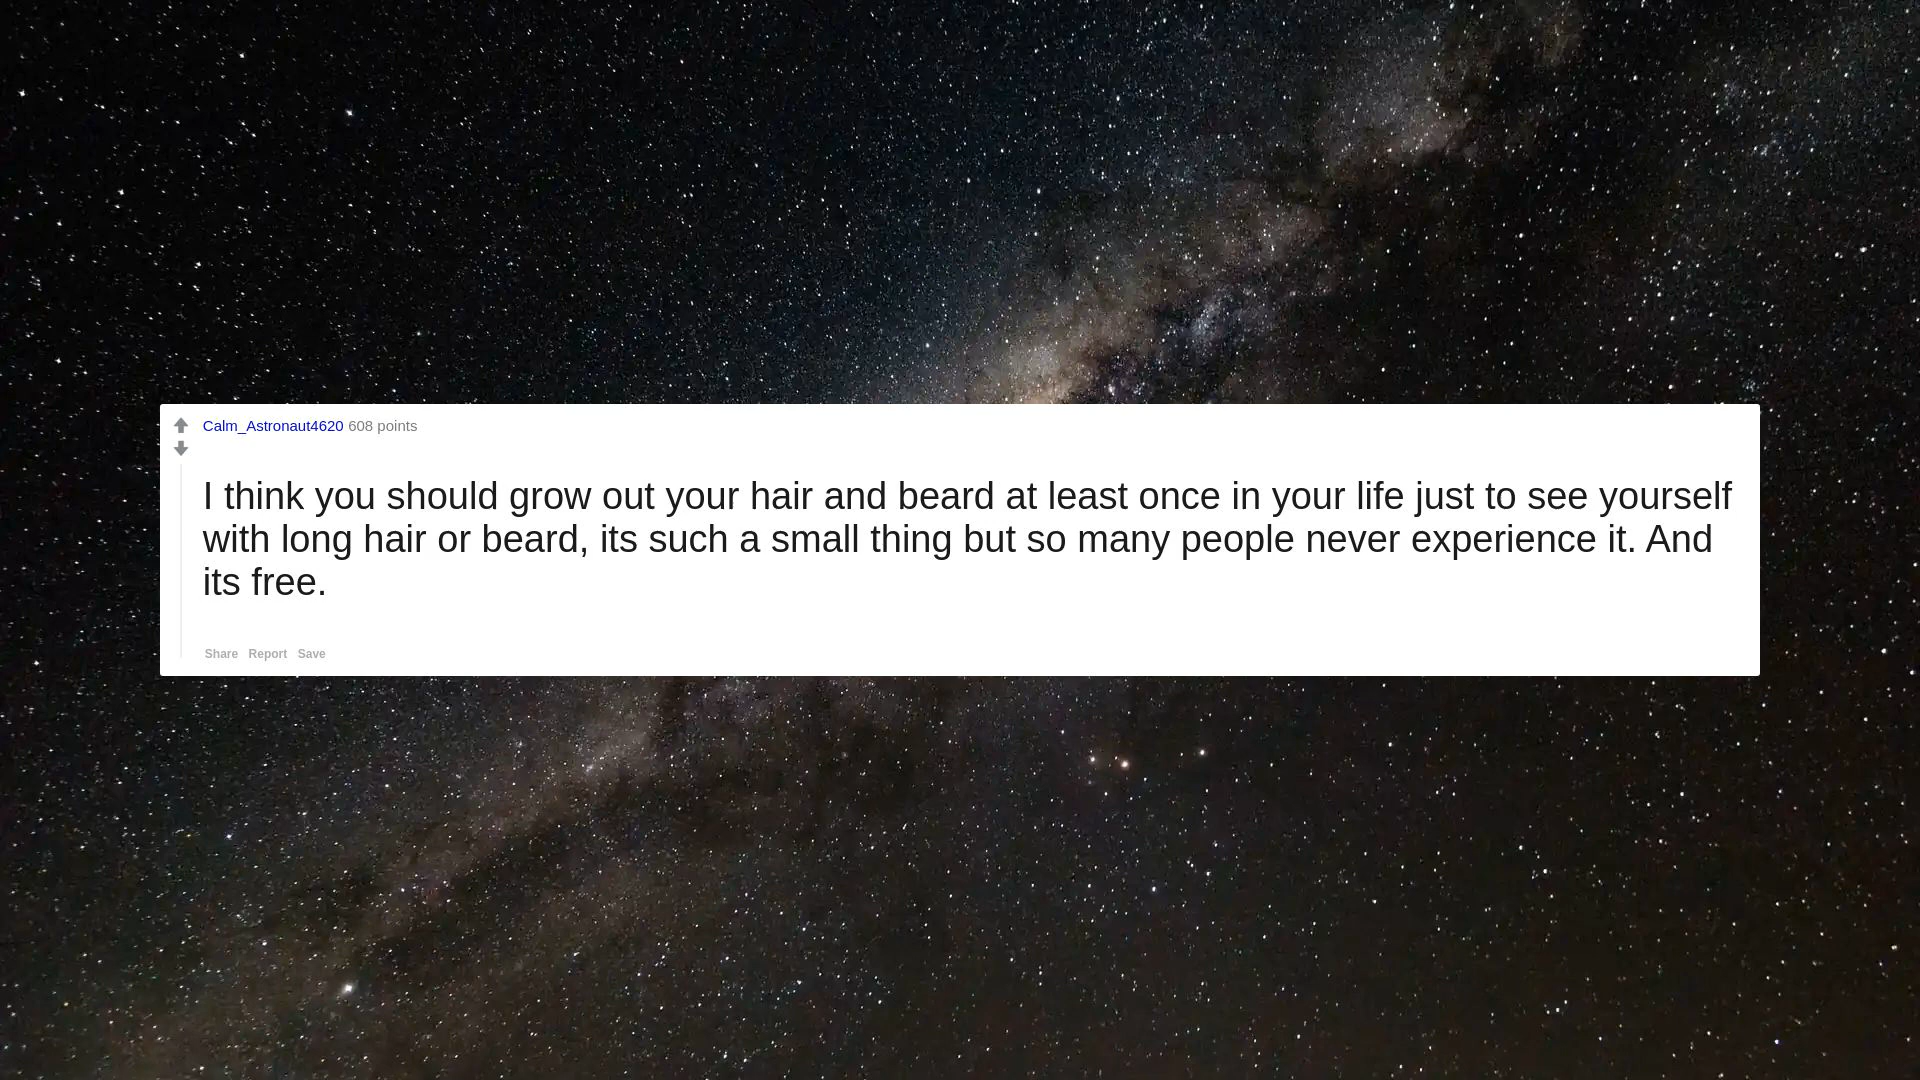 Calm_Astronaut4620 608 points
I think you should grow out your hair and beard at least once in your life just to see yourself
with long hair or beard, its such a small thing but so many people never experience it. And
its free.
Share Report Save